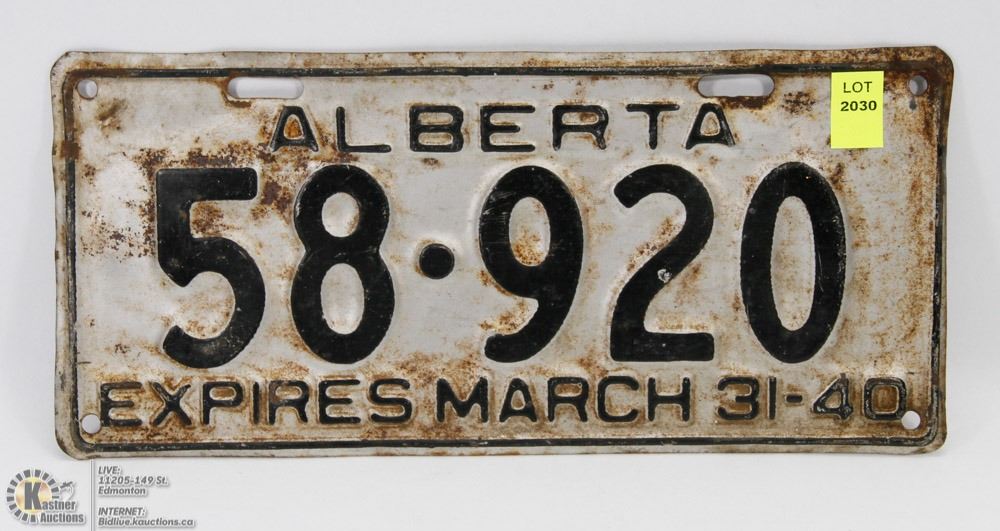 ALBERTA
LOT
2030
58·920
EXPIRES MARCH 31-40
Kastner
Auctions
LIVE:
11205-149 St.
Edmonton
INTERNET:
Bidlive.kauctions.ca